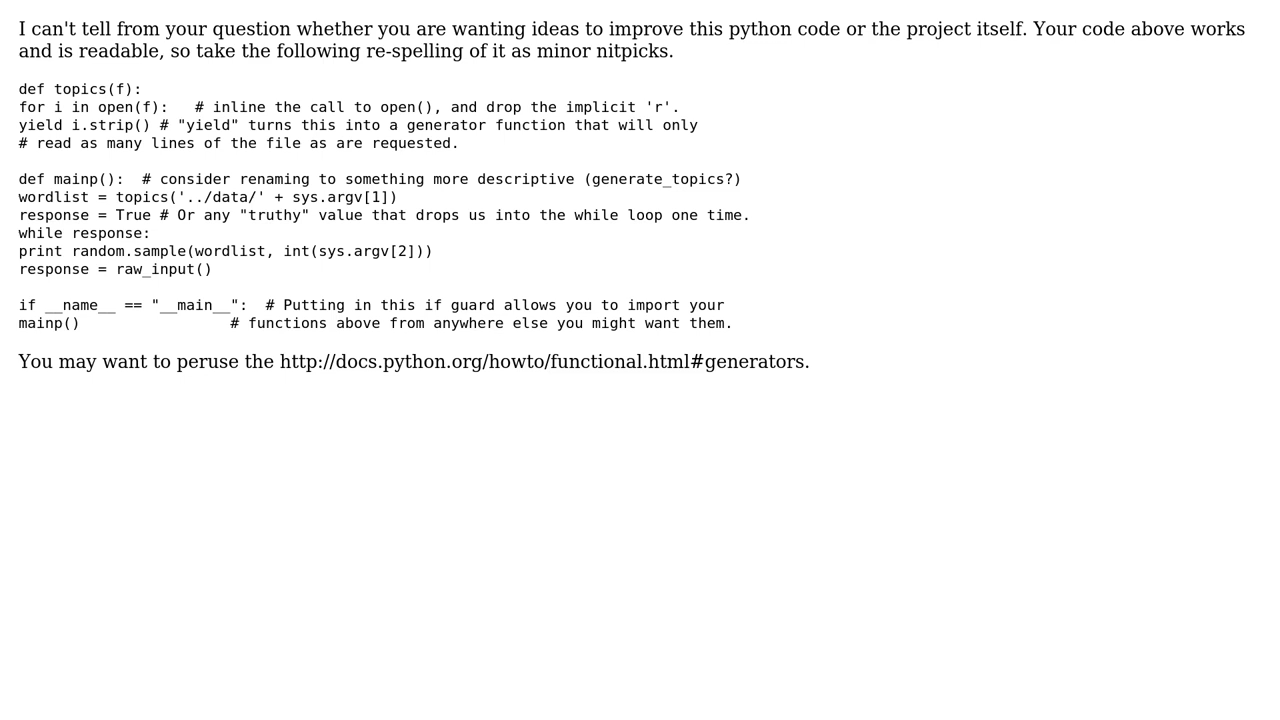 I can't tell from your question whether you are wanting ideas to improve this python code or the project itself. Your code above works
and is readable, so take the following re-spelling of it as minor nitpicks.
def topics(f):
for i in open(f):   # inline the call to open(), and drop the implicit 'r'.
yield i.strip() # "yield" turns this into a generator function that will only
# read as many lines of the file as are requested.
def mainp():  # consider renaming to something more descriptive (generate_topics?)
wordlist = topics('../data/' + sys.argv[1])
response = True # Or any "truthy" value that drops us into the while loop one time.
while response:
print random.sample(wordlist, int(sys.argv[2]))
response = raw_input()
if __name__ == "__main__":  # Putting in this if guard allows you to import your
mainp()                 # functions above from anywhere else you might want them.
You may want to peruse the http://docs.python.org/howto/functional.html#generators.